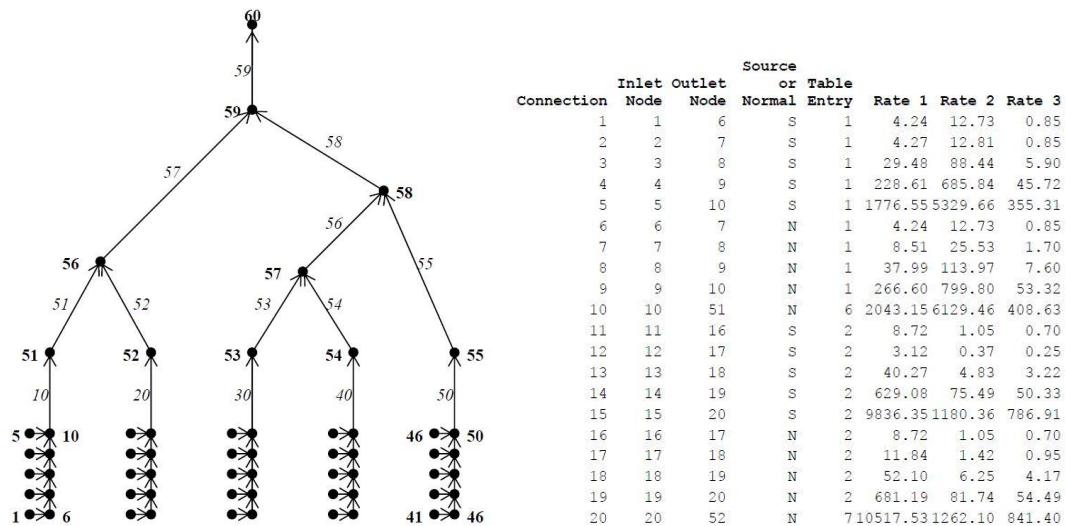 60
59
59
58
57
58
56
56
57
55
51
52
53
54
51
52
53
54
55
10
20
30
40
50
5
10
46
50
1
6
41
46
Source
Inlet Outlet or Table
Connection Node Node Normal Entry Rate 1 Rate 2 Rate 3
1 1 6 S 1 4.24 12.73 0.85
2 2 7 S 1 4.27 12.81 0.85
3 3 8 S 1 29.48 88.44 5.90
4 4 9 S 1 228.61 685.84 45.72
5 5 10 S 1 1776.55 5329.66 355.31
6 6 7 N 1 4.24 12.73 0.85
7 7 8 N 1 8.51 25.53 1.70
8 8 9 N 1 37.99 113.97 7.60
9 9 10 N 1 266.60 799.80 53.32
10 10 51 N 6 2043.15 6129.46 408.63
11 11 16 S 2 8.72 1.05 0.70
12 12 17 S 2 3.12 0.37 0.25
13 13 18 S 2 40.27 4.83 3.22
14 14 19 S 2 629.08 75.49 50.33
15 15 20 S 2 9836.35 1180.36 786.91
16 16 17 N 2 8.72 1.05 0.70
17 17 18 N 2 11.84 1.42 0.95
18 18 19 N 2 52.10 6.25 4.17
19 19 20 N 2 681.19 81.74 54.49
20 20 52 N 7 10517.53 1262.10 841.40